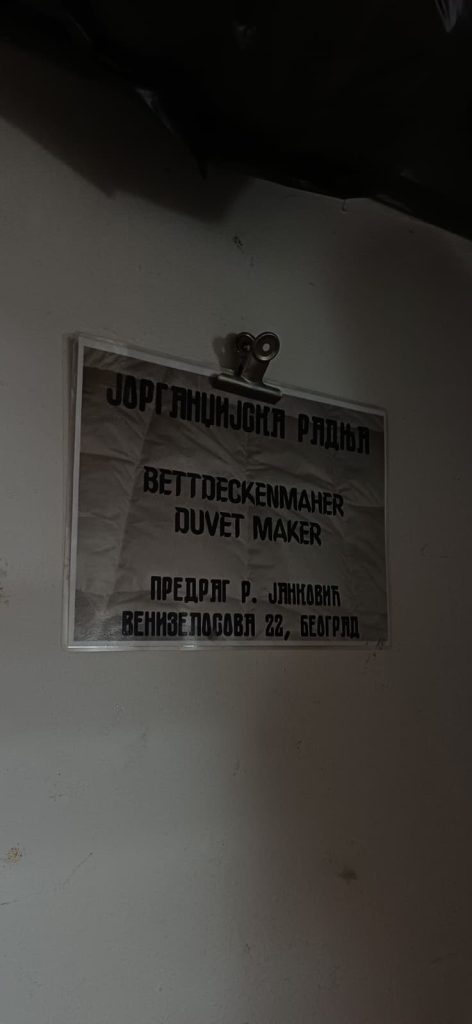 ЈОРГАНЏИЈСКА РАДЊА
BETTDECKENMAHER
DUVET MAKER
ПРЕДРАГ Р. ЈАНКОВИЋ
ВЕНИЗЕЛОСОВА 22, БЕОГРАД